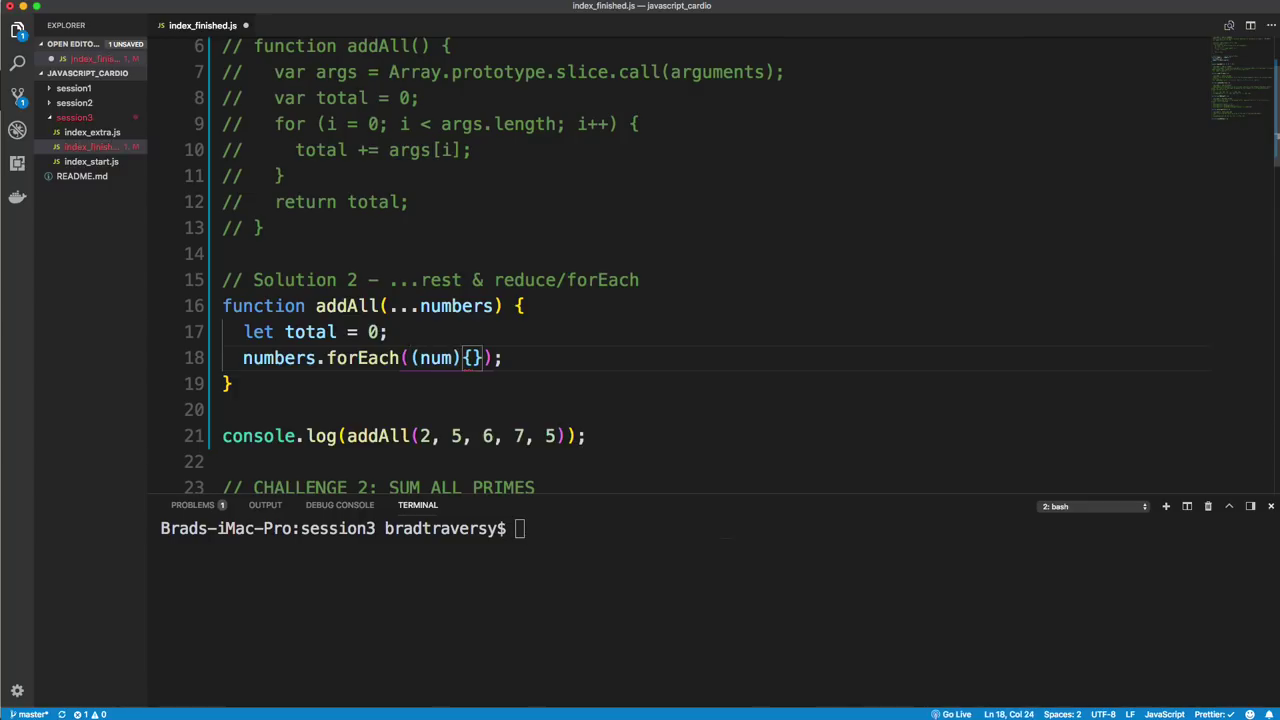 index_finished.js — javascript_cardio
EXPLORER
index_finished.js
OPEN EDITO... 1 UNSAVED
index_finis... 1, M
JAVASCRIPT_CARDIO
session1
session2
session3
index_extra.js
index_finish... 1, M
index_start.js
README.md
6 // function addAll() {
7 //   var args = Array.prototype.slice.call(arguments);
8 //   var total = 0;
9 //   for (i = 0; i < args.length; i++) {
10 //     total += args[i];
11 //   }
12 //   return total;
13 // }
14
15 // Solution 2 - ...rest & reduce/forEach
16 function addAll(...numbers) {
17   let total = 0;
18   numbers.forEach((num){});
19 }
20
21 console.log(addAll(2, 5, 6, 7, 5));
22
23 // CHALLENGE 2: SUM ALL PRIMES
PROBLEMS 1 OUTPUT DEBUG CONSOLE TERMINAL 2: bash
Brads-iMac-Pro:session3 bradtraversy$
master* 1 0 Go Live Ln 18, Col 24 Spaces: 2 UTF-8 LF JavaScript Prettier: ✓